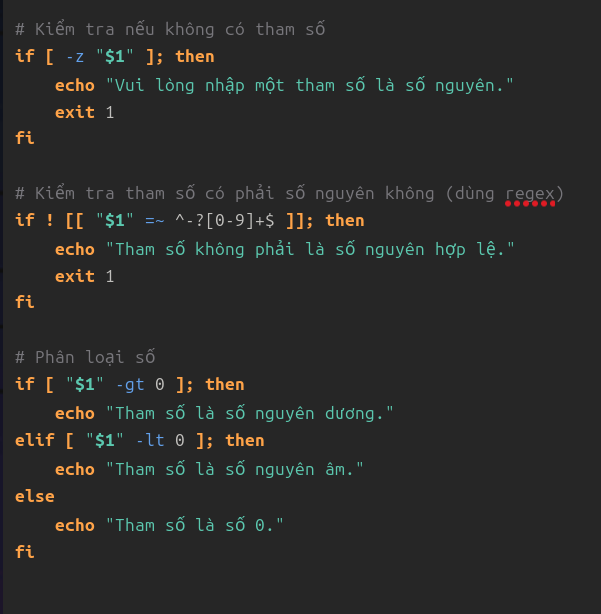 # Kiểm tra nếu không có tham số
if [ -z "$1" ]; then
    echo "Vui lòng nhập một tham số là số nguyên."
    exit 1
fi

# Kiểm tra tham số có phải số nguyên không (dùng regex)
if ! [[ "$1" =~ ^-?[0-9]+$ ]]; then
    echo "Tham số không phải là số nguyên hợp lệ."
    exit 1
fi

# Phân loại số
if [ "$1" -gt 0 ]; then
    echo "Tham số là số nguyên dương."
elif [ "$1" -lt 0 ]; then
    echo "Tham số là số nguyên âm."
else
    echo "Tham số là số 0."
fi